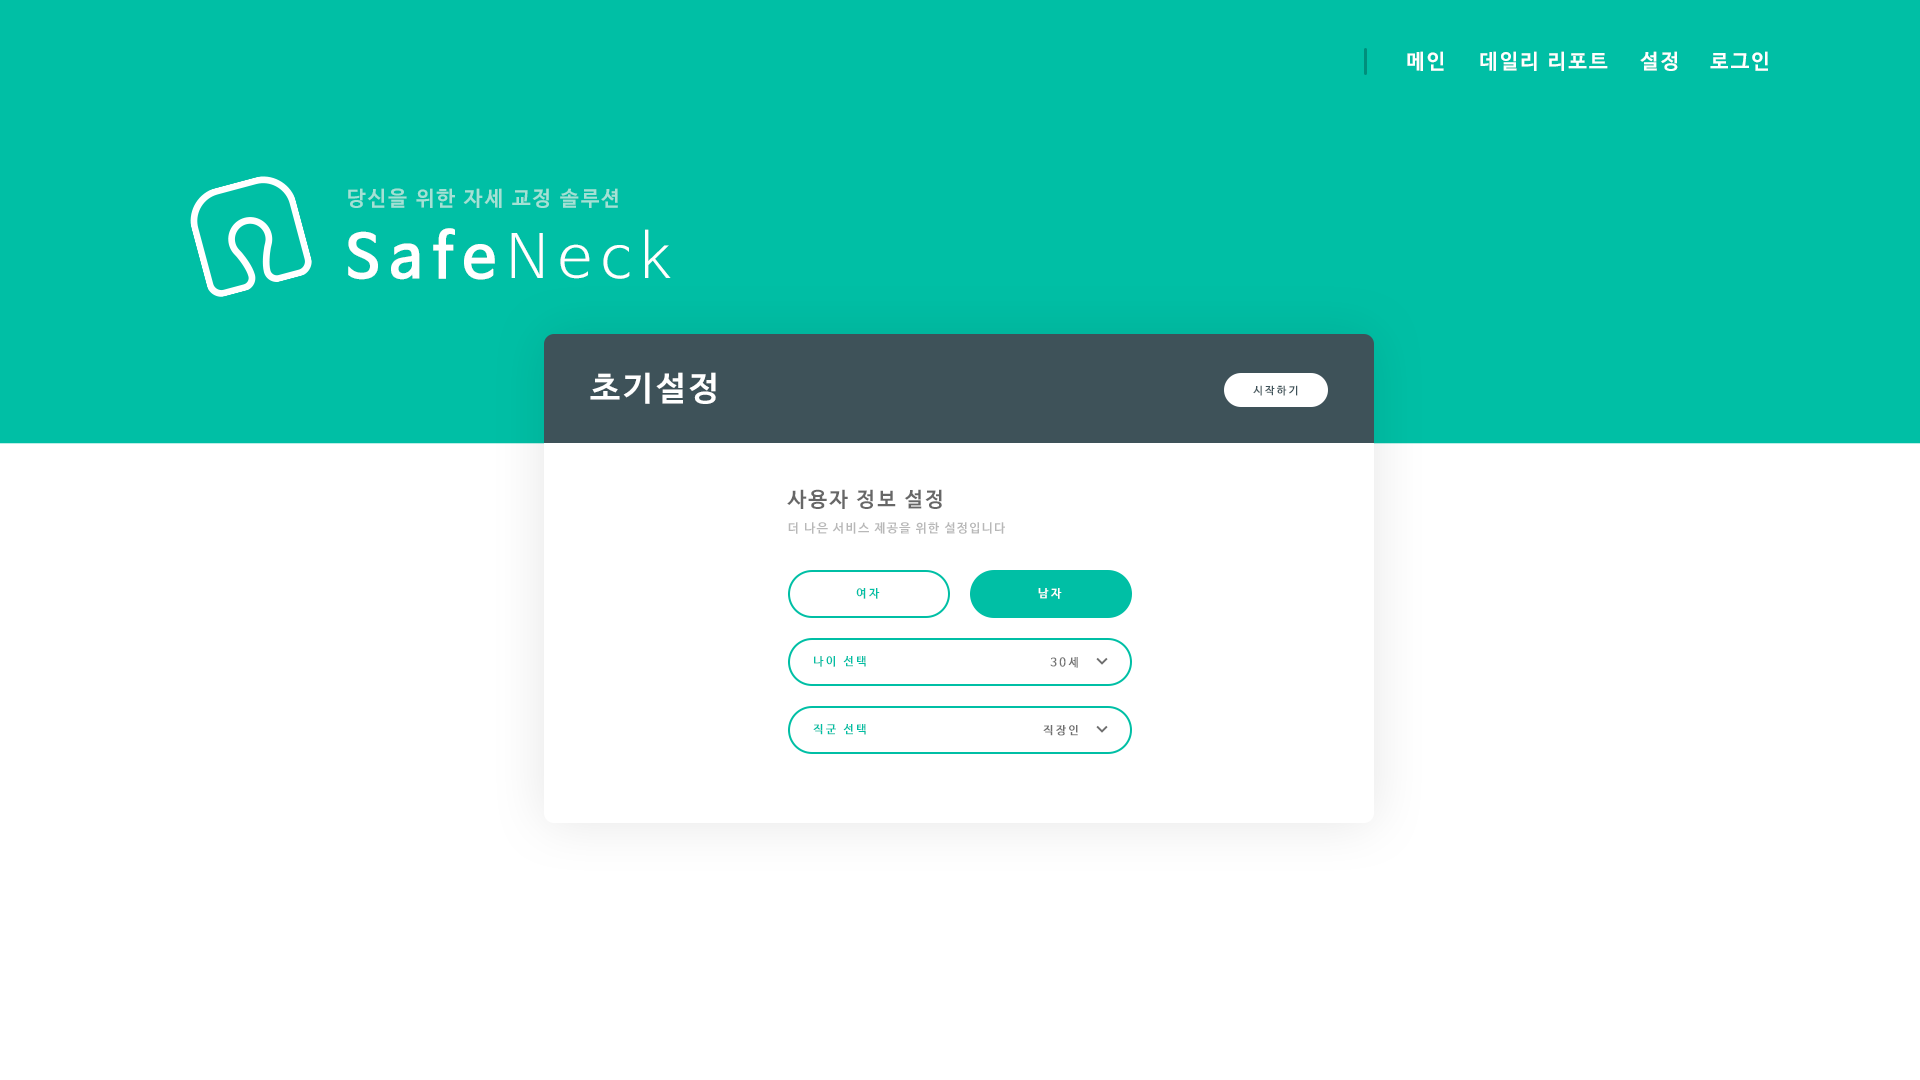 메인 데일리 리포트 설정 로그인
당신을 위한 자세 교정 솔루션
SafeNeck
초기설정
시작하기
사용자 정보 설정
더 나은 서비스 제공을 위한 설정입니다
여자 남자
나이 선택 30세
직군 선택 직장인